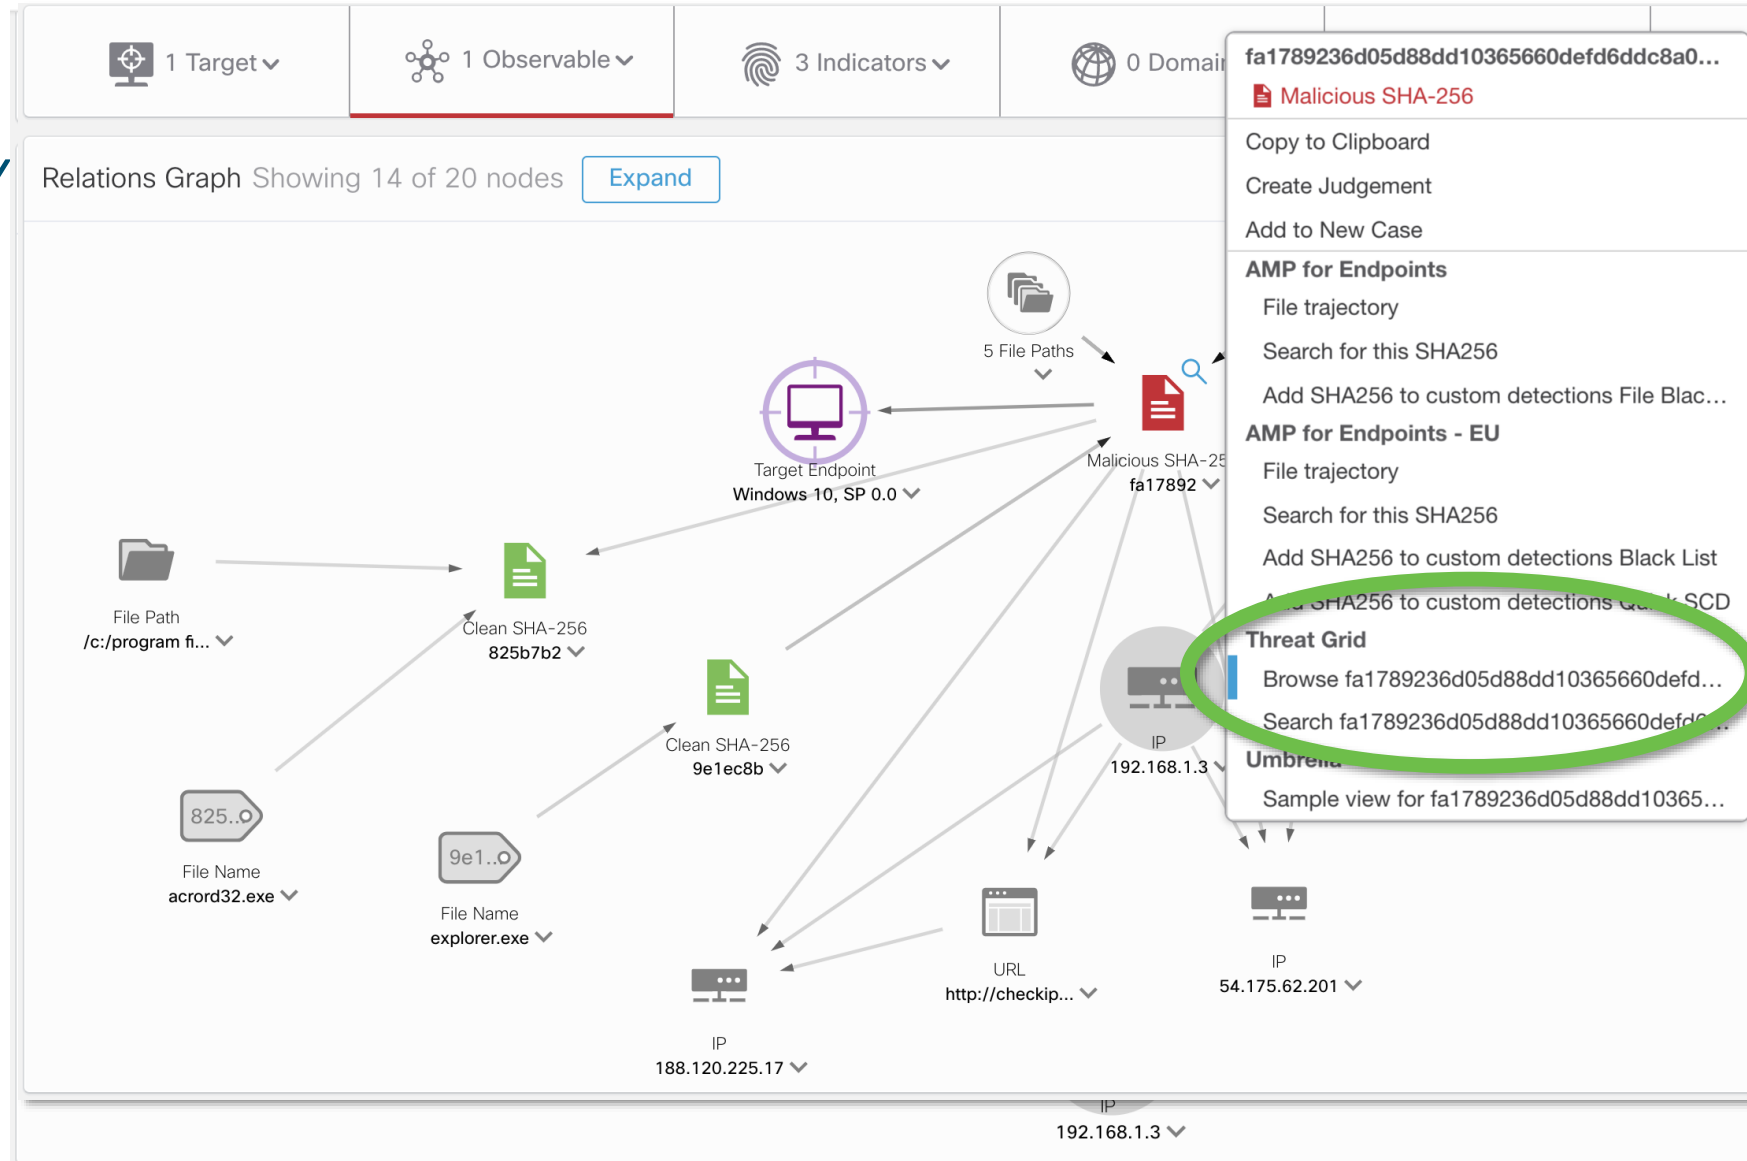 1 Target
1 Observable
3 Indicators
0 Domain
Relations Graph Showing 14 of 20 nodes
Expand
fa1789236d05d88dd10365660defd6ddc8a0...
Malicious SHA-256
Copy to Clipboard
Create Judgement
Add to New Case
AMP for Endpoints
File trajectory
Search for this SHA256
Add SHA256 to custom detections File Blac...
AMP for Endpoints - EU
File trajectory
Search for this SHA256
Add SHA256 to custom detections Black List
Add SHA256 to custom detections Quick SCD
Threat Grid
Browse fa1789236d05d88dd10365660defd...
Search fa1789236d05d88dd10365660defd6...
Umbrella
Sample view for fa1789236d05d88dd10365...
5 File Paths
Target Endpoint
Windows 10, SP 0.0
Malicious SHA-25
fa17892
File Path
/c:/program fi...
Clean SHA-256
825b7b2
Clean SHA-256
9e1ec8b
IP
192.168.1.3
825..
File Name
acrord32.exe
9e1..
File Name
explorer.exe
URL
http://checkip...
IP
54.175.62.201
IP
188.120.225.17
IP
192.168.1.3